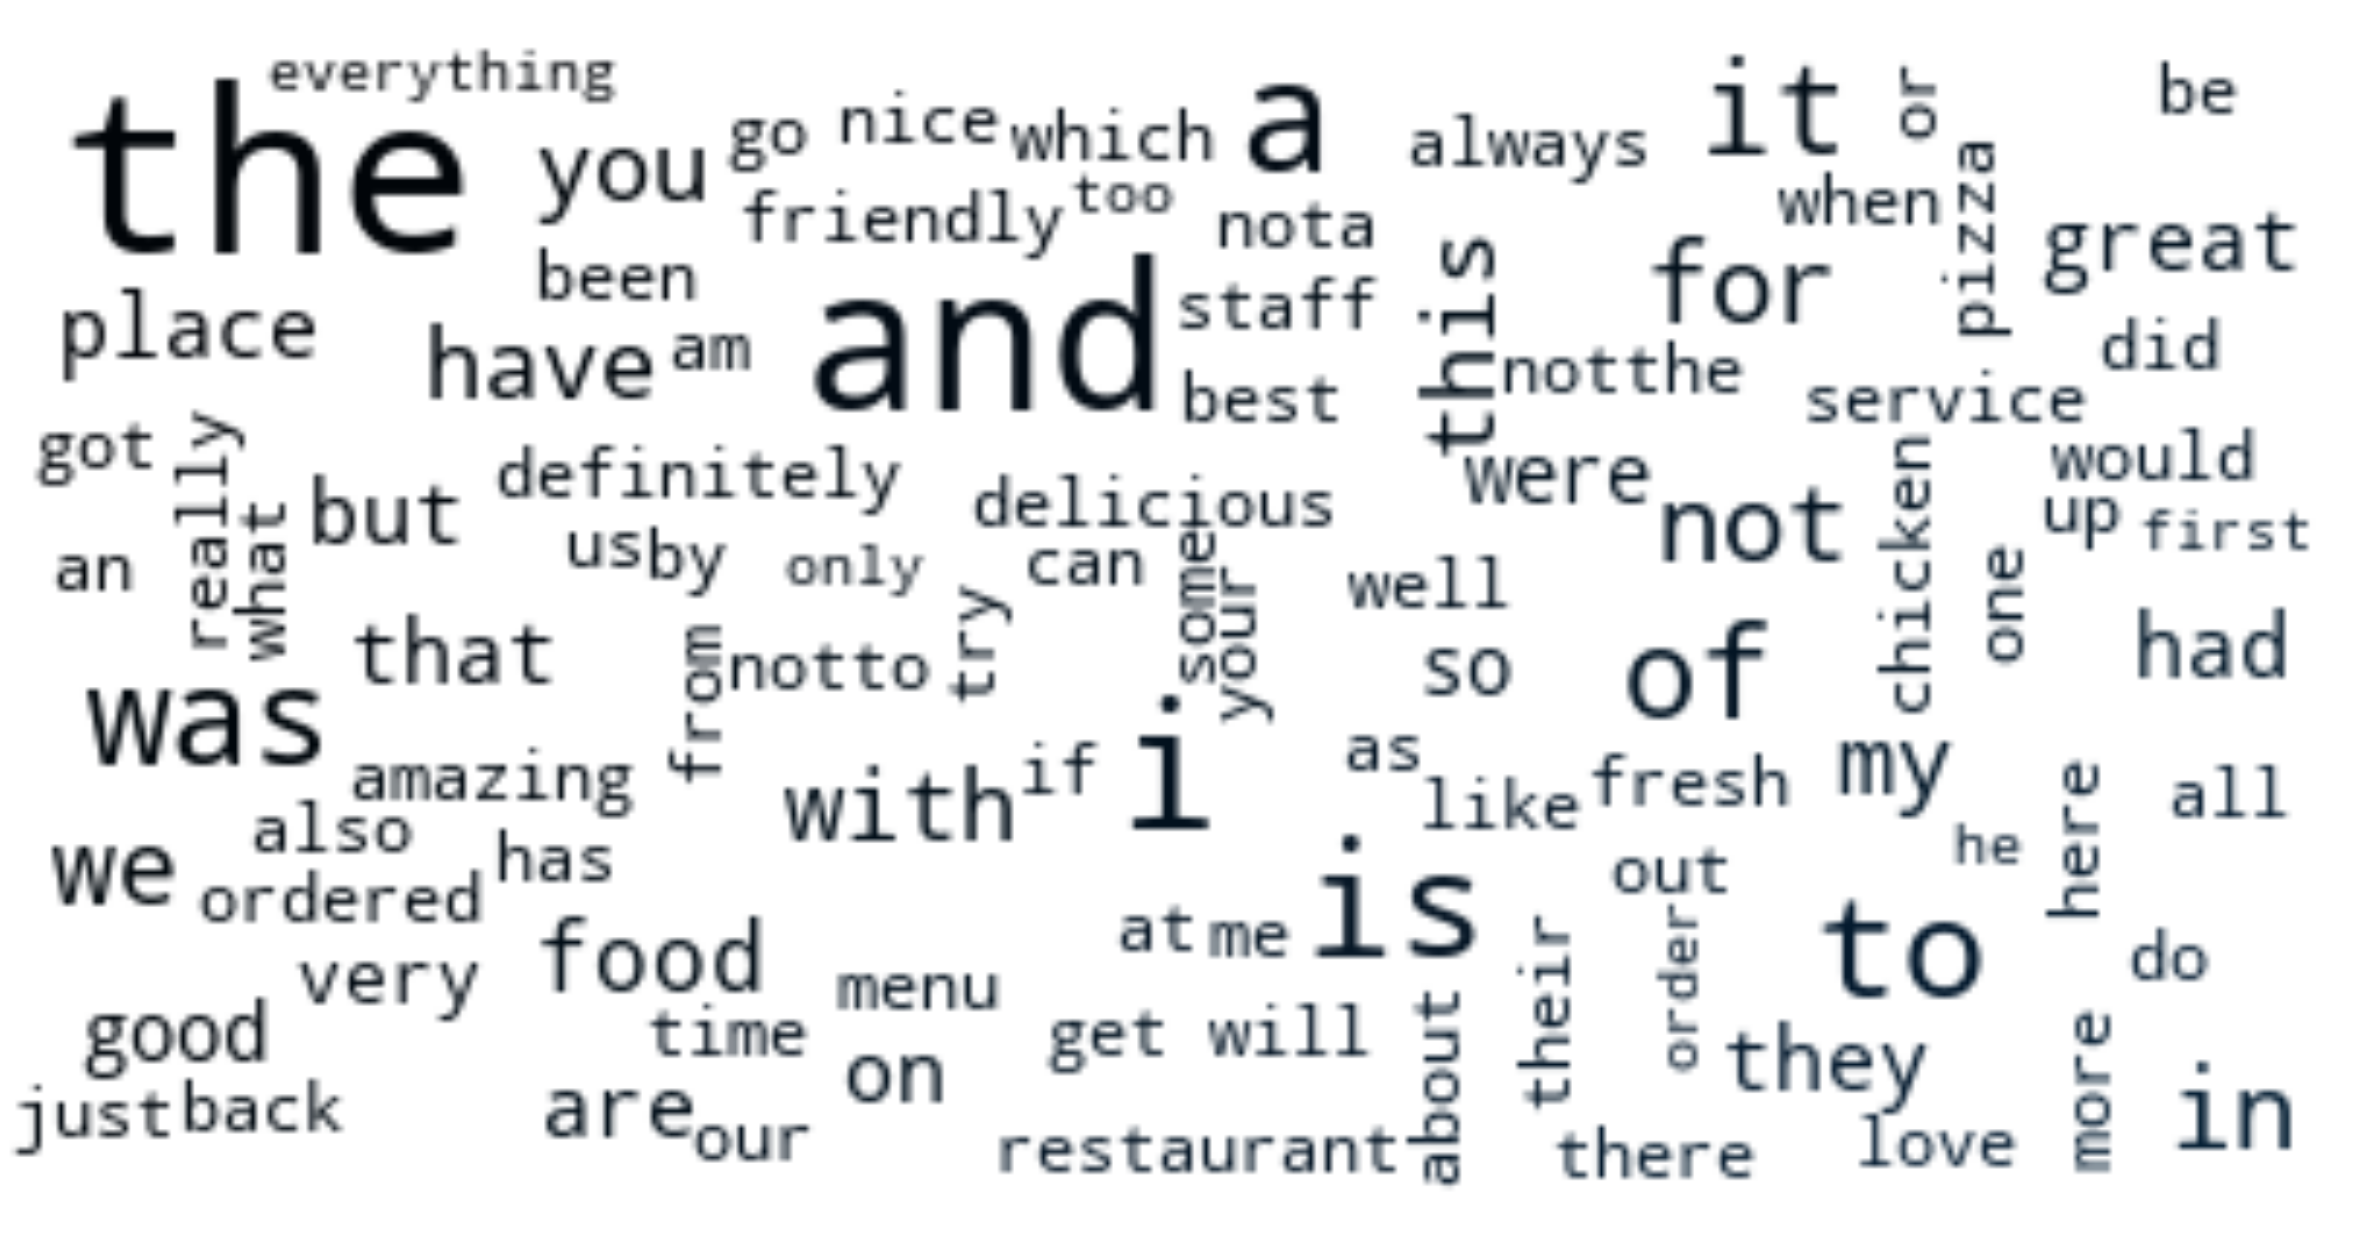 everything
the you go nice which a always it or be
friendly too nota when pizza great
been staff this for
place have am and best notthe service did
got really definitely delicious were would
what but us by only can some not chicken up first
an try your well one
that from notto so of had
was i
amazing with if as like fresh my here all
also has he
we ordered is out
food at me their order to do
very menu
good time get will about they more
just back are our on in
restaurant there love